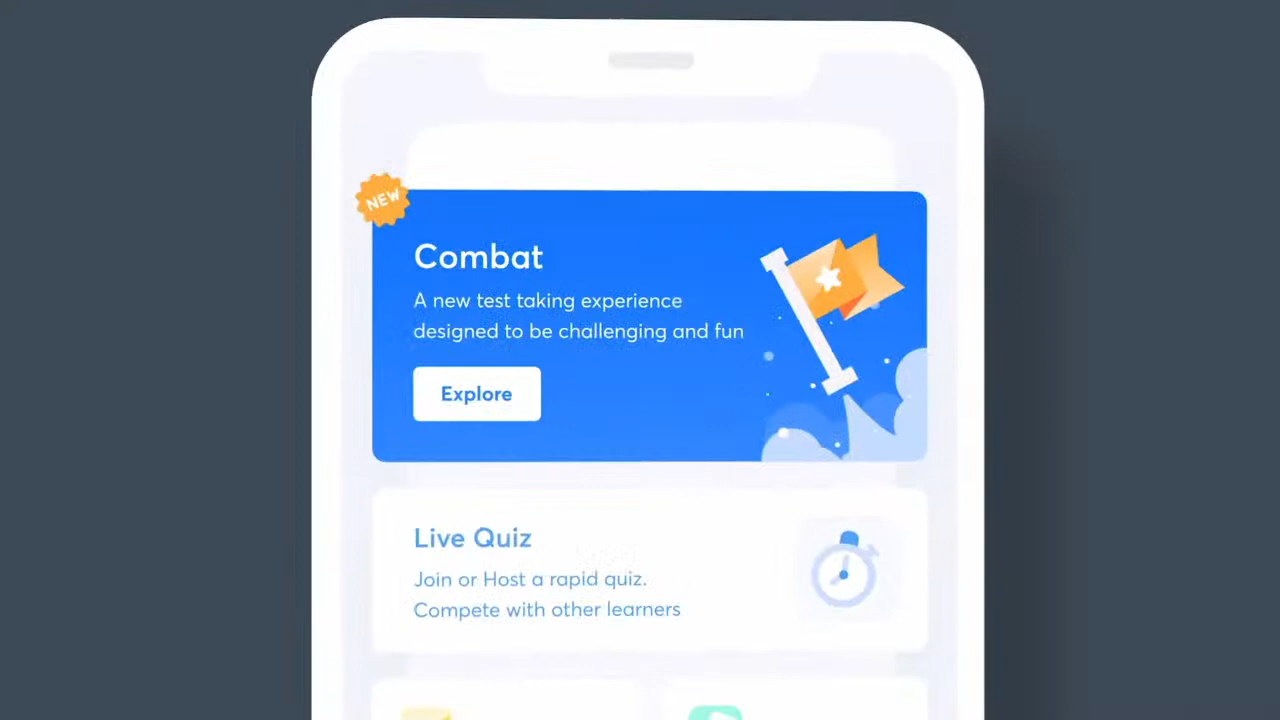 NEW
Combat
A new test taking experience
designed to be challenging and fun
Explore
Live Quiz
Join or Host a rapid quiz.
Compete with other learners